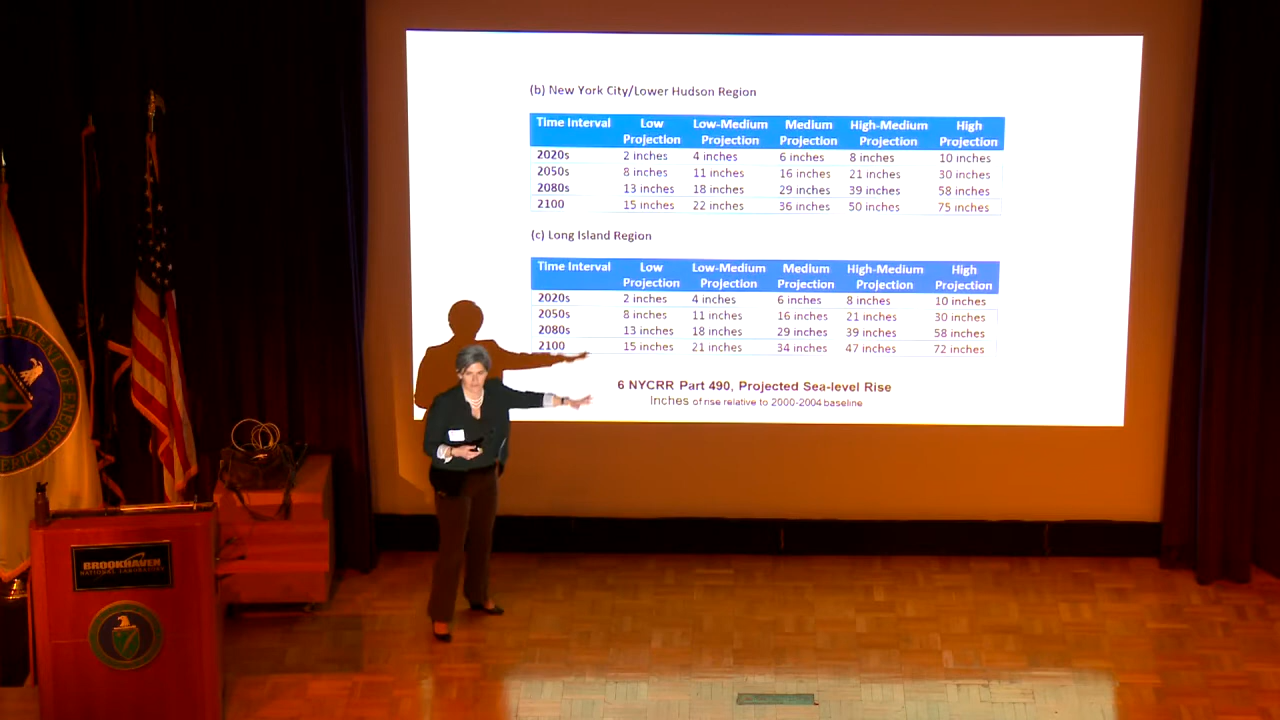 (b) New York City/Lower Hudson Region
Time Interval Low Projection Low-Medium Projection Medium Projection High-Medium Projection High Projection
2020s 2 inches 4 inches 6 inches 8 inches 10 inches
2050s 8 inches 11 inches 16 inches 21 inches 30 inches
2080s 13 inches 18 inches 29 inches 39 inches 58 inches
2100 15 inches 22 inches 36 inches 50 inches 75 inches
(c) Long Island Region
Time Interval Low Projection Low-Medium Projection Medium Projection High-Medium Projection High Projection
2020s 2 inches 4 inches 6 inches 8 inches 10 inches
2050s 8 inches 11 inches 16 inches 21 inches 30 inches
2080s 13 inches 18 inches 29 inches 39 inches 58 inches
2100 15 inches 21 inches 34 inches 47 inches 72 inches
6 NYCRR Part 490, Projected Sea-level Rise
Inches of rise relative to 2000-2004 baseline
BROOKHAVEN
NATIONAL LABORATORY
OF ENERGY